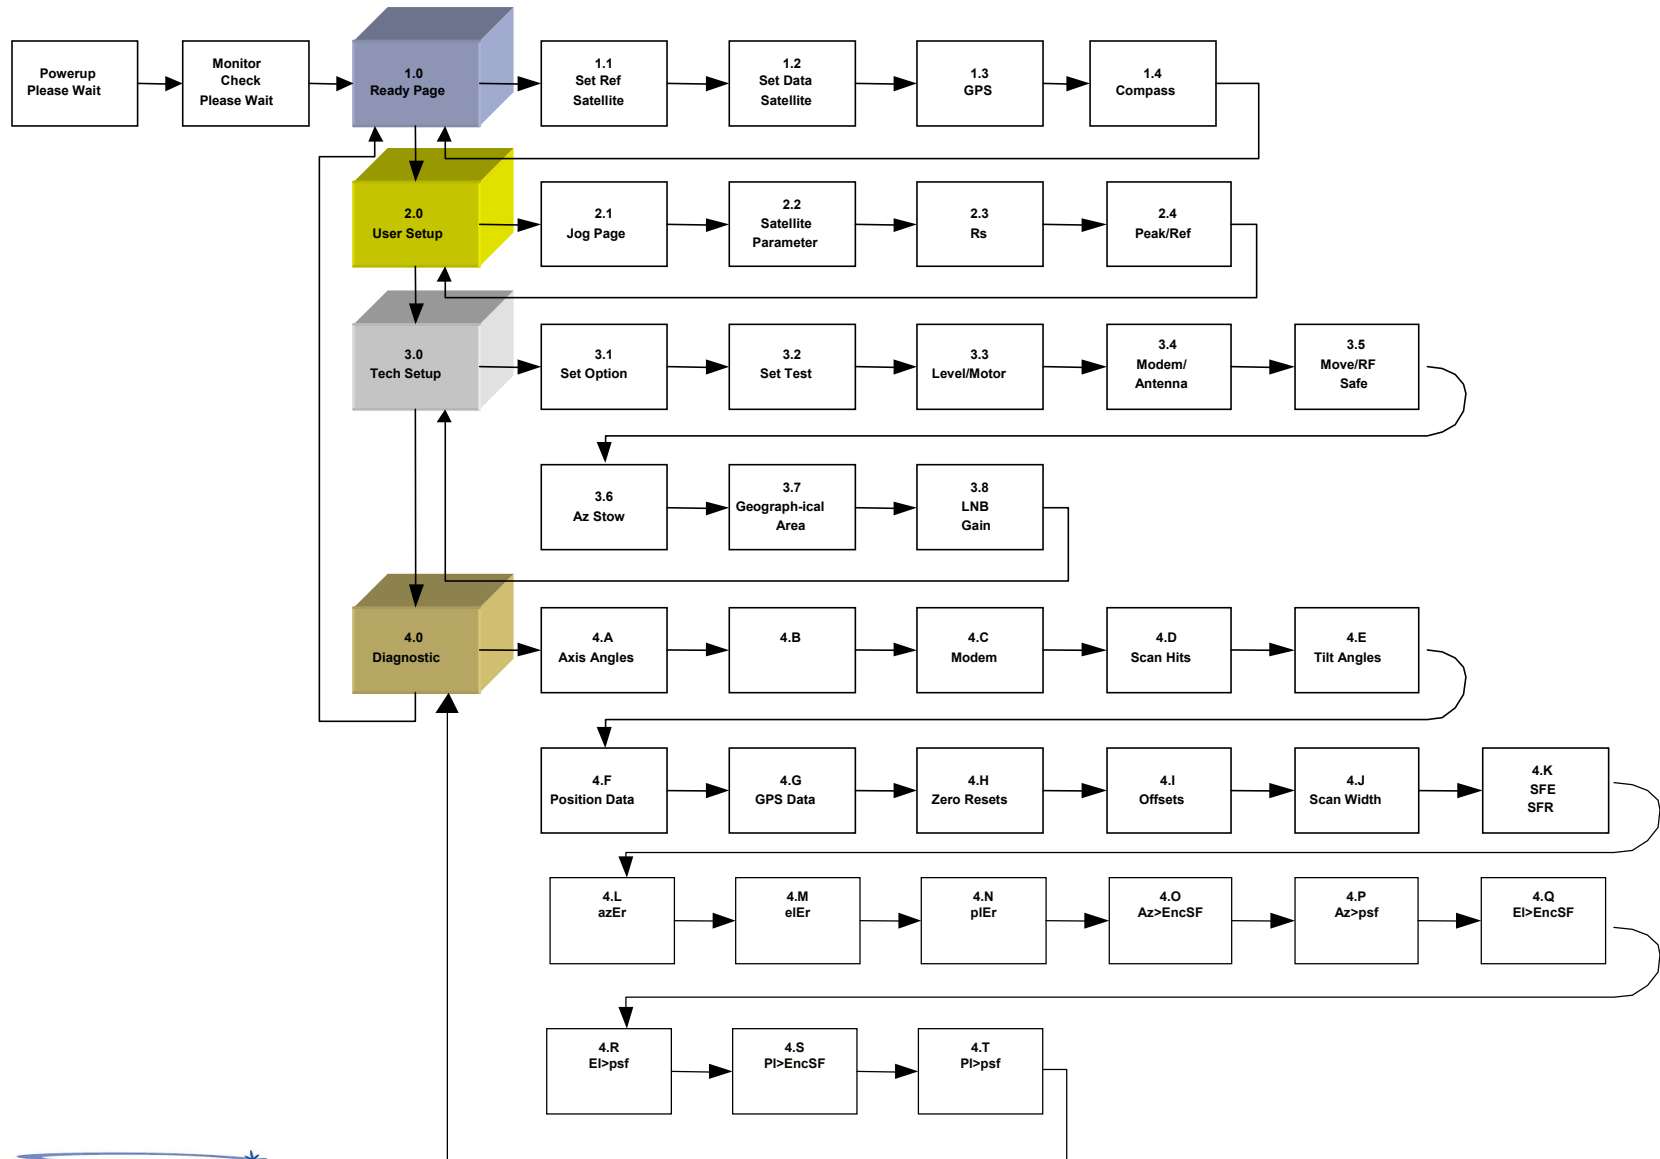 Powerup
Please Wait
Monitor
Check
Please Wait
1.0
Ready Page
1.1
Set Ref
Satellite
1.2
Set Data
Satellite
1.3
GPS
1.4
Compass
2.0
User Setup
2.1
Jog Page
2.2
Satellite
Parameter
2.3
Rs
2.4
Peak/Ref
3.0
Tech Setup
3.1
Set Option
3.2
Set Test
3.3
Level/Motor
3.4
Modem/
Antenna
3.5
Move/RF
Safe
3.6
Az Stow
3.7
Geograph-ical
Area
3.8
LNB
Gain
4.0
Diagnostic
4.A
Axis Angles
4.B
4.C
Modem
4.D
Scan Hits
4.E
Tilt Angles
4.F
Position Data
4.G
GPS Data
4.H
Zero Resets
4.I
Offsets
4.J
Scan Width
4.K
SFE
SFR
4.L
azEr
4.M
elEr
4.N
plEr
4.O
Az>EncSF
4.P
Az>psf
4.Q
El>EncSF
4.R
El>psf
4.S
Pl>EncSF
4.T
Pl>psf